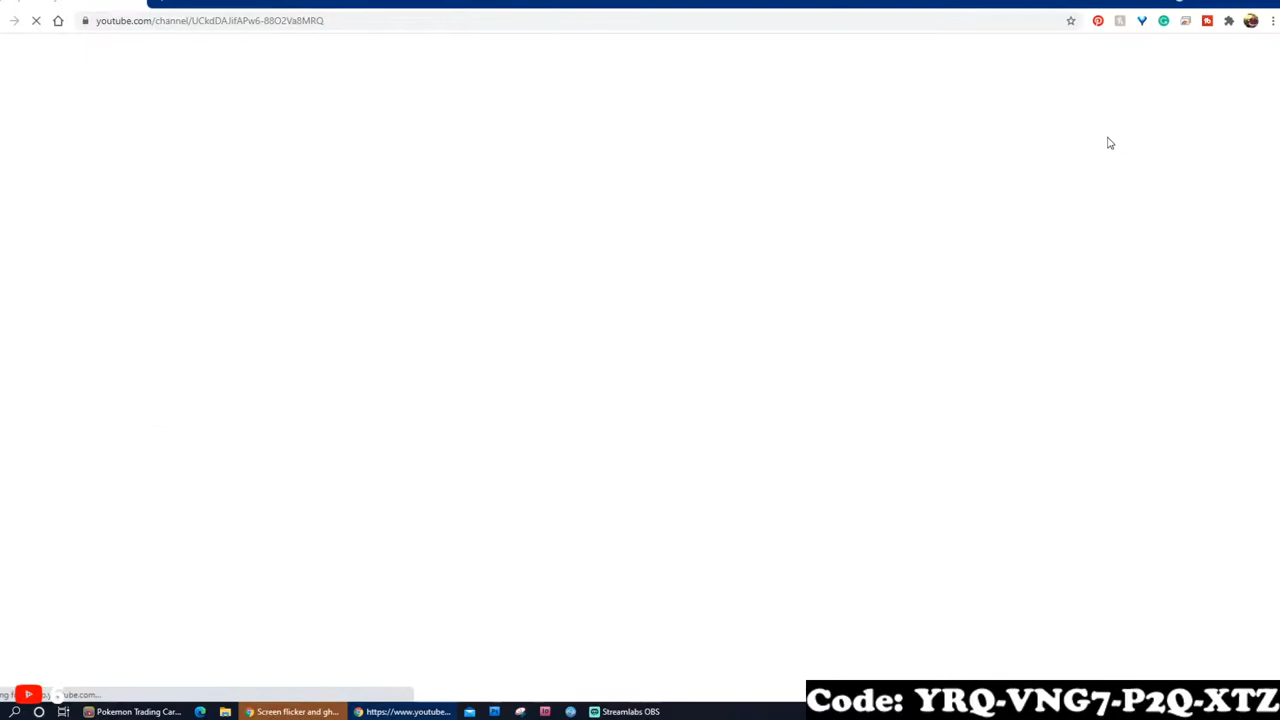 youtube.com/channel/UCkdDAJifAPw6-88O2Va8MRQ
Code: YRQ-VNG7-P2Q-XTZ
Pokemon Trading Car...
Screen flicker and gh...
https://www.youtube...
Streamlabs OBS